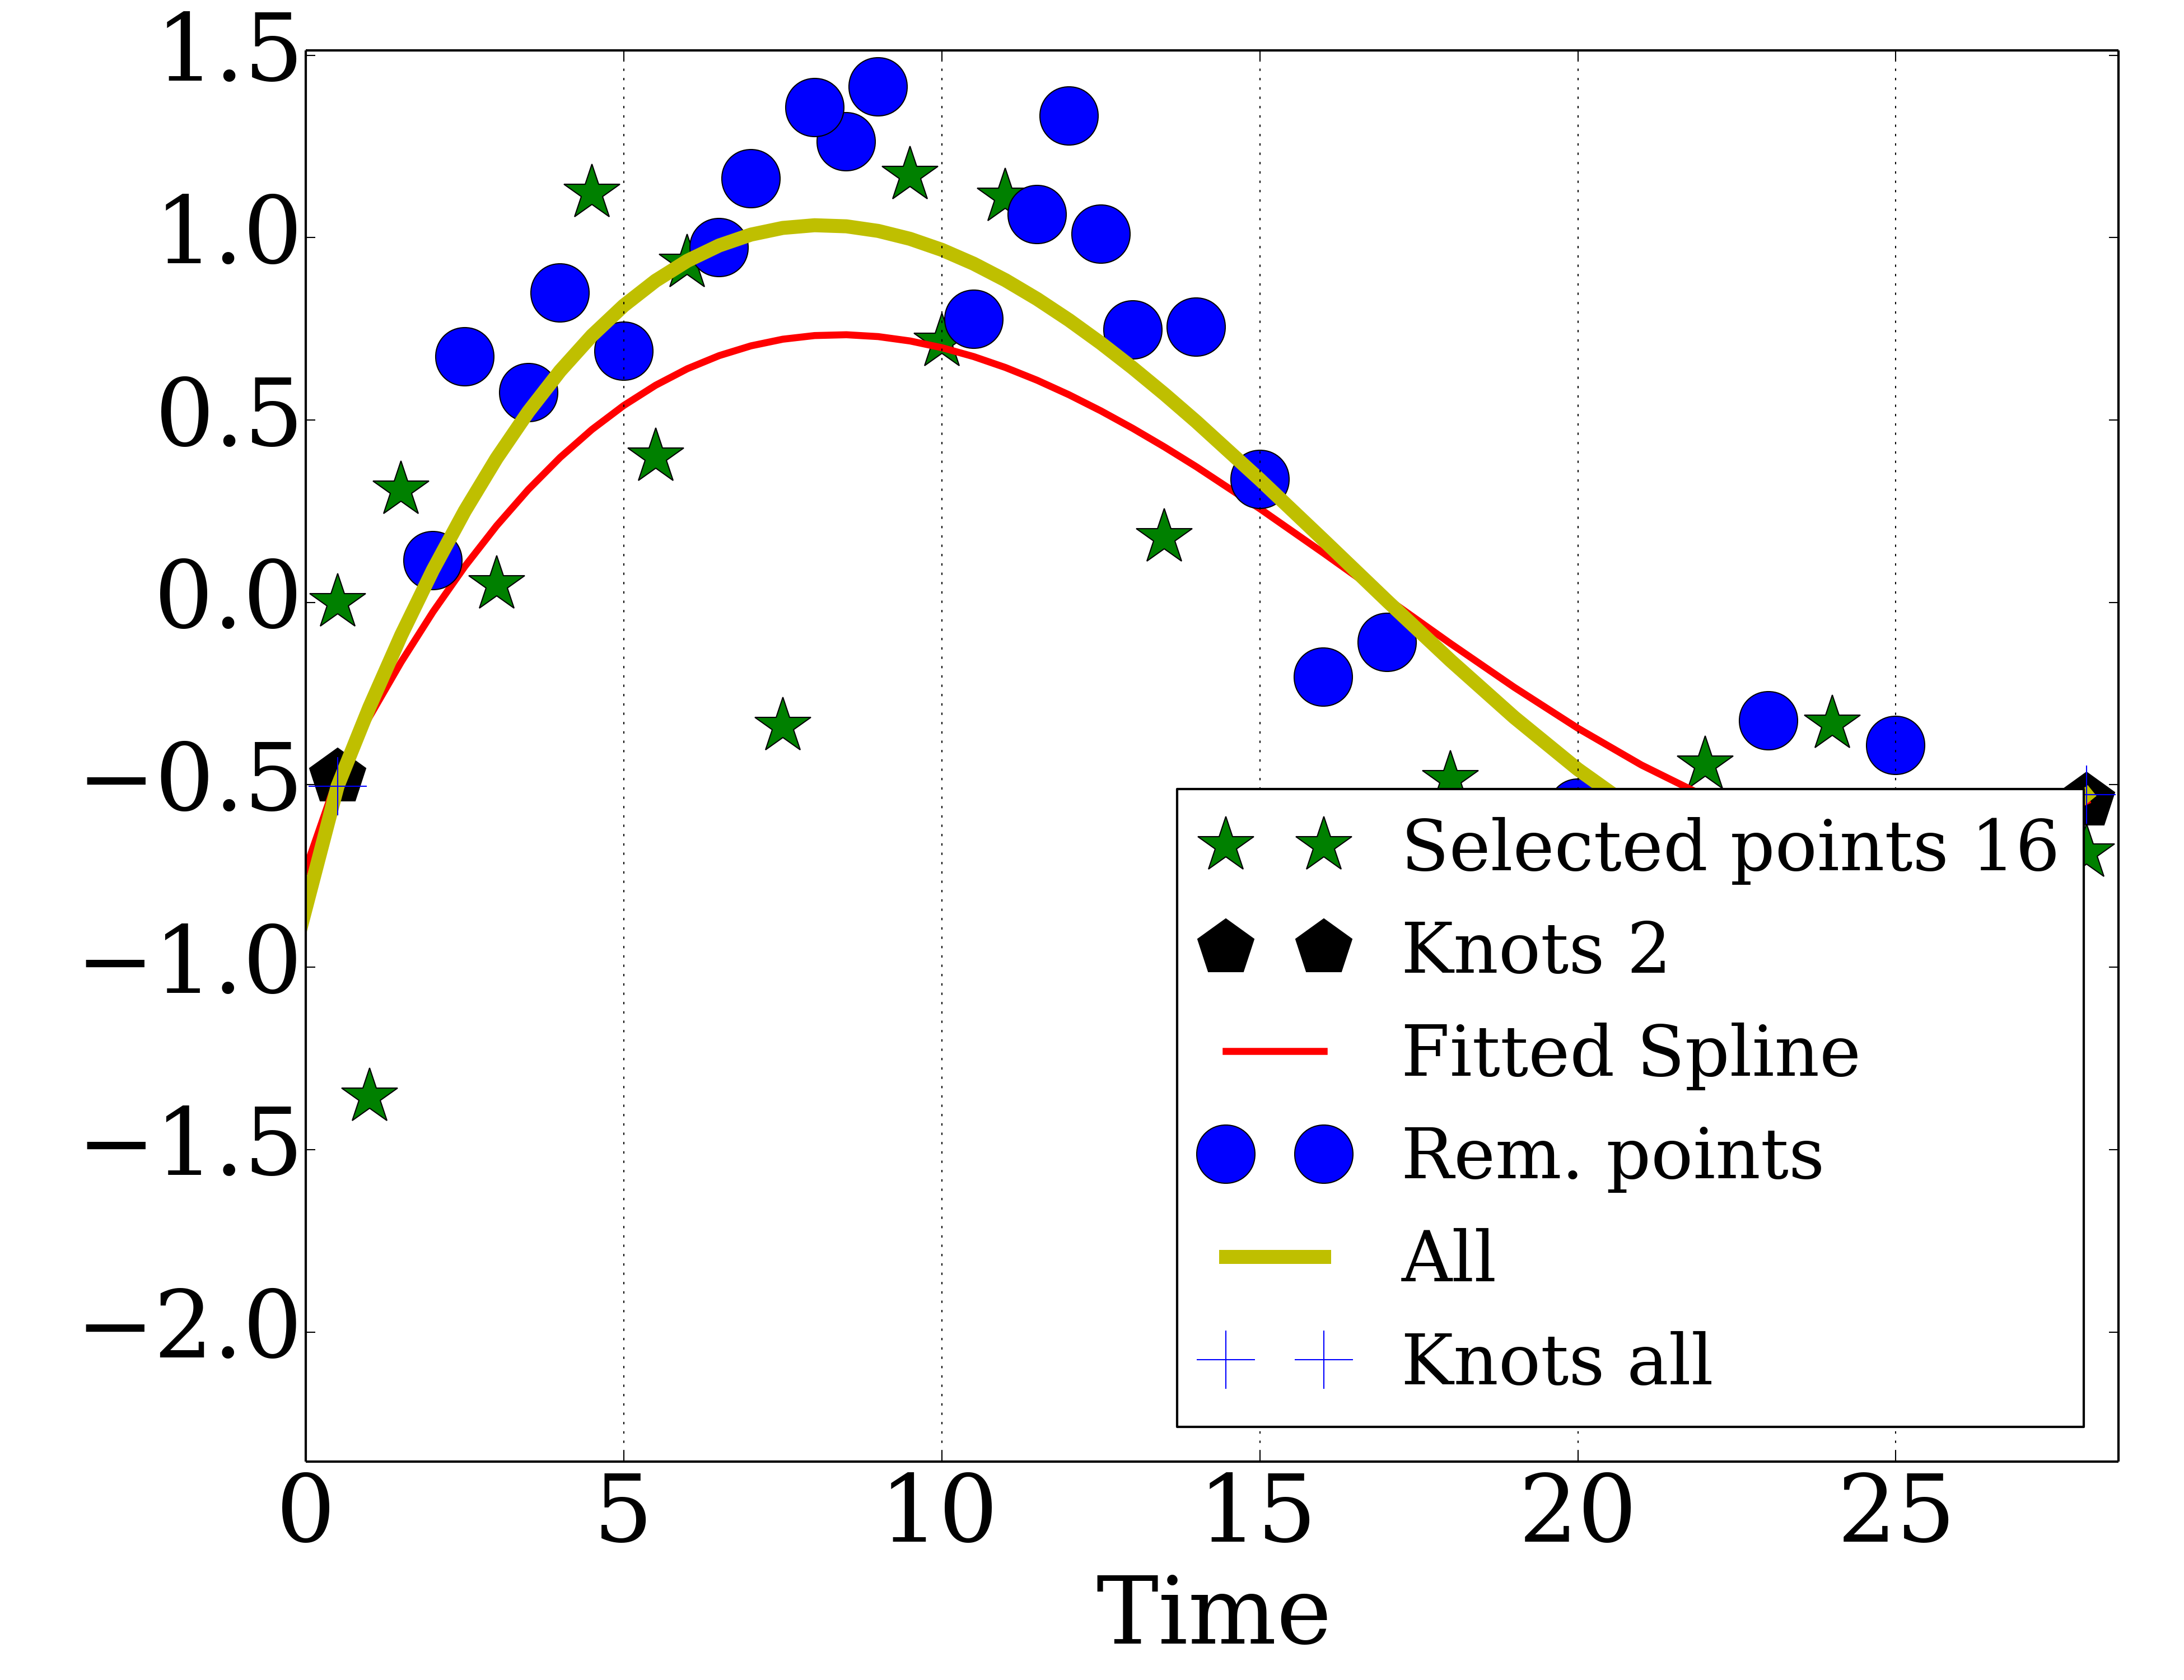 1.5
1.0
0.5
0.0
−0.5
−1.0
−1.5
−2.0
Selected points 16
Knots 2
Fitted Spline
Rem. points
All
Knots all
0 5 10 15 20 25
Time